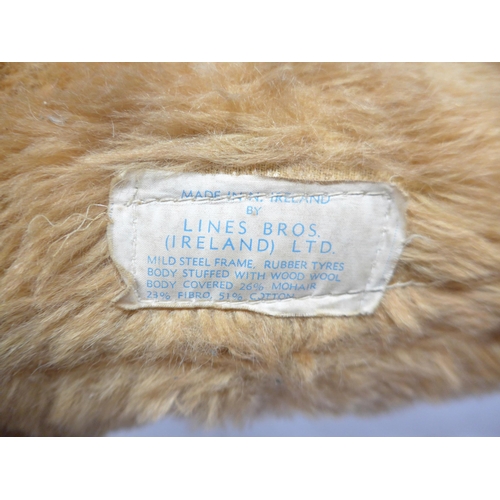 MADE IN N. IRELAND
BY
LINES BROS.
(IRELAND) LTD.
MILD STEEL FRAME, RUBBER TYRES
BODY STUFFED WITH WOOD WOOL
BODY COVERED 26% MOHAIR
23% FIBRO, 51% COTTON